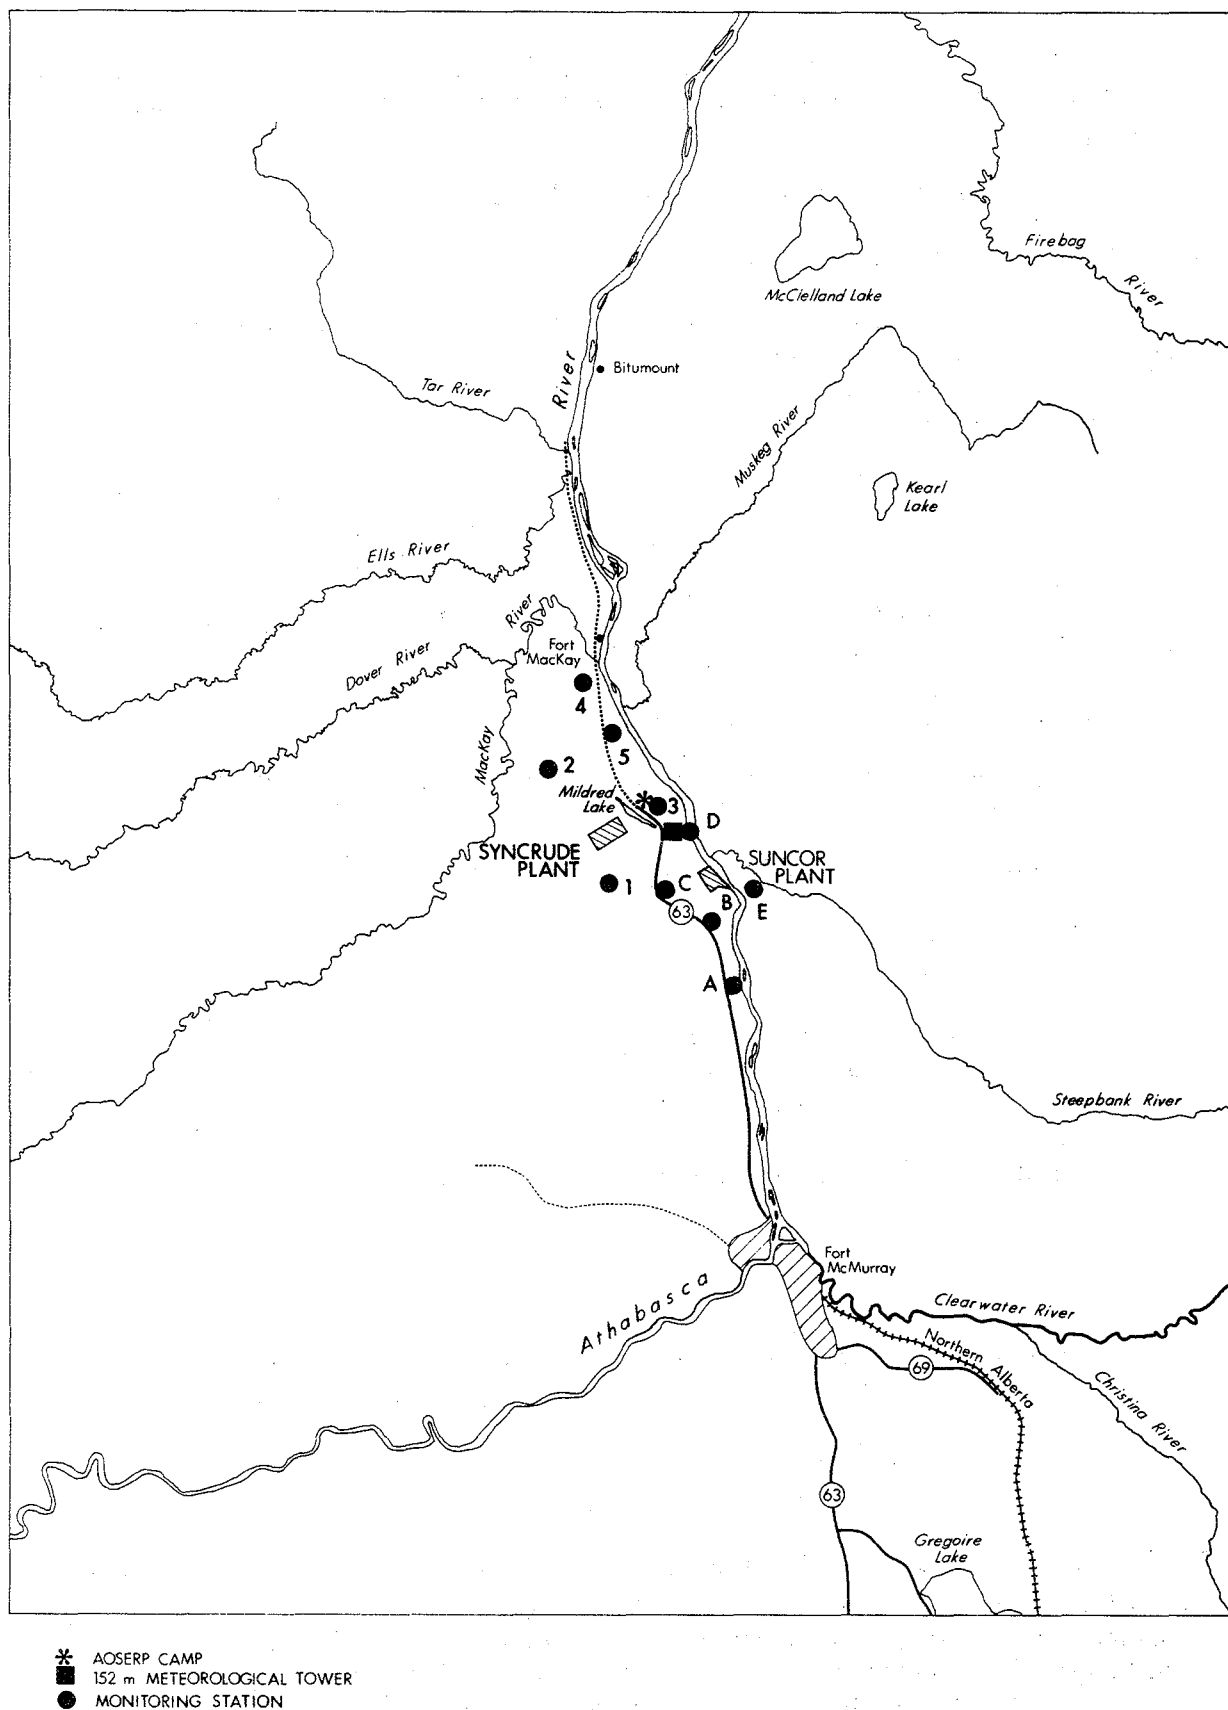 Firebag
River
McClelland Lake
River
Bitumount
Tar River
Muskeg River
Kearl
Lake
Ells River
River
Fort
MacKay
Dover River
4
MacKay
5
2
Mildred
Lake
3
D
SYNCRUDE
PLANT
SUNCOR
PLANT
1
C
B
E
63
A
Steepbank River
Fort
McMurray
Athabasca
Clearwater River
Northern Alberta
69
Christina River
63
Gregoire
Lake
AOSERP CAMP
152 m METEOROLOGICAL TOWER
MONITORING STATION